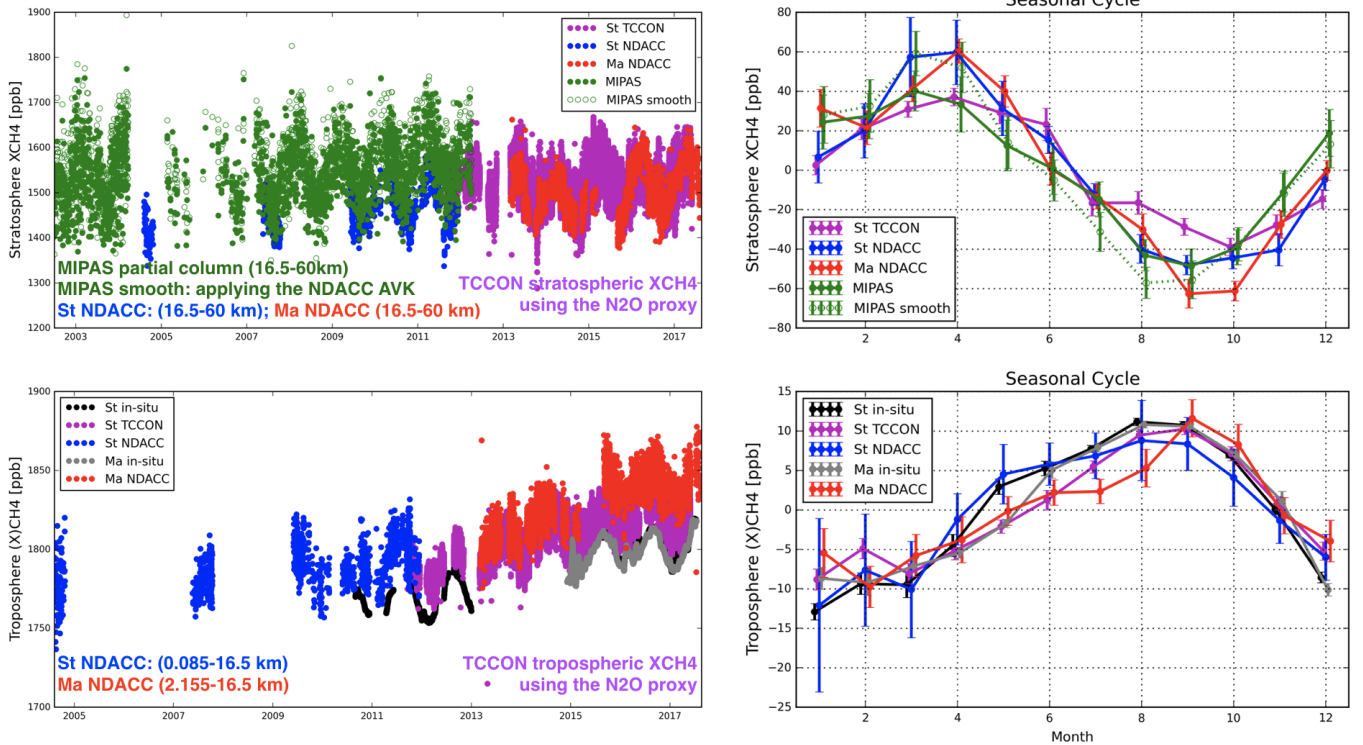 Seasonal Cycle
1900
1800
1700
1600
1500
1400
1300
1200
Stratosphere XCH4 [ppb]
St TCCON
St NDACC
Ma NDACC
MIPAS
MIPAS smooth
MIPAS partial column (16.5-60km)
MIPAS smooth: applying the NDACC AVK
St NDACC: (16.5-60 km); Ma NDACC (16.5-60 km)
TCCON stratospheric XCH4
using the N2O proxy
2003 2005 2007 2009 2011 2013 2015 2017
80
60
40
20
0
−20
−40
−60
−80
Stratosphere XCH4 [ppb]
St TCCON
St NDACC
Ma NDACC
MIPAS
MIPAS smooth
2 4 6 8 10 12
1900
1850
1800
1750
1700
Troposphere (X)CH4 [ppb]
St in-situ
St TCCON
St NDACC
Ma in-situ
Ma NDACC
St NDACC: (0.085-16.5 km)
Ma NDACC (2.155-16.5 km)
TCCON tropospheric XCH4
using the N2O proxy
2005 2007 2009 2011 2013 2015 2017
Seasonal Cycle
15
10
5
0
−5
−10
−15
−20
−25
Troposphere (X)CH4 [ppb]
St in-situ
St TCCON
St NDACC
Ma in-situ
Ma NDACC
2 4 6 8 10 12
Month